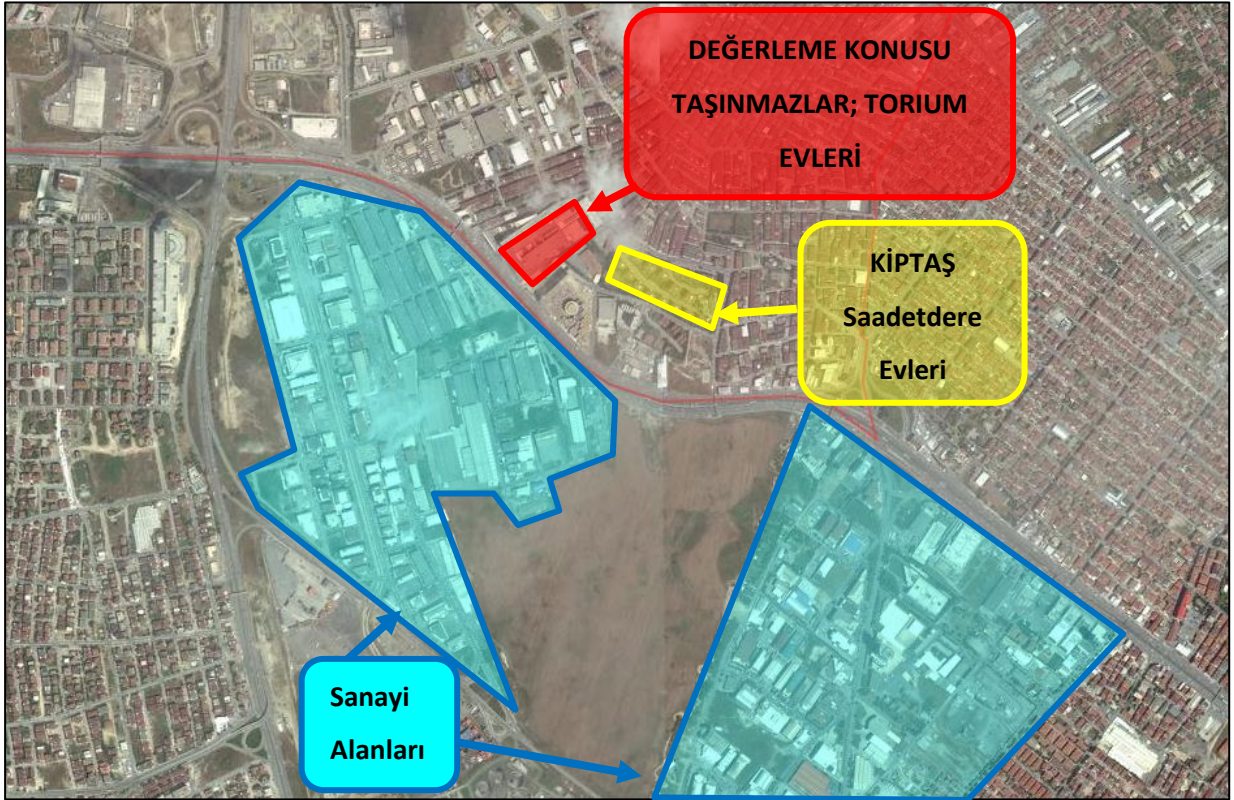 DEĞERLEME KONUSU
TAŞINMAZLAR; TORIUM
EVLERİ
KİPTAŞ
Saadetdere
Evleri
Sanayi
Alanları